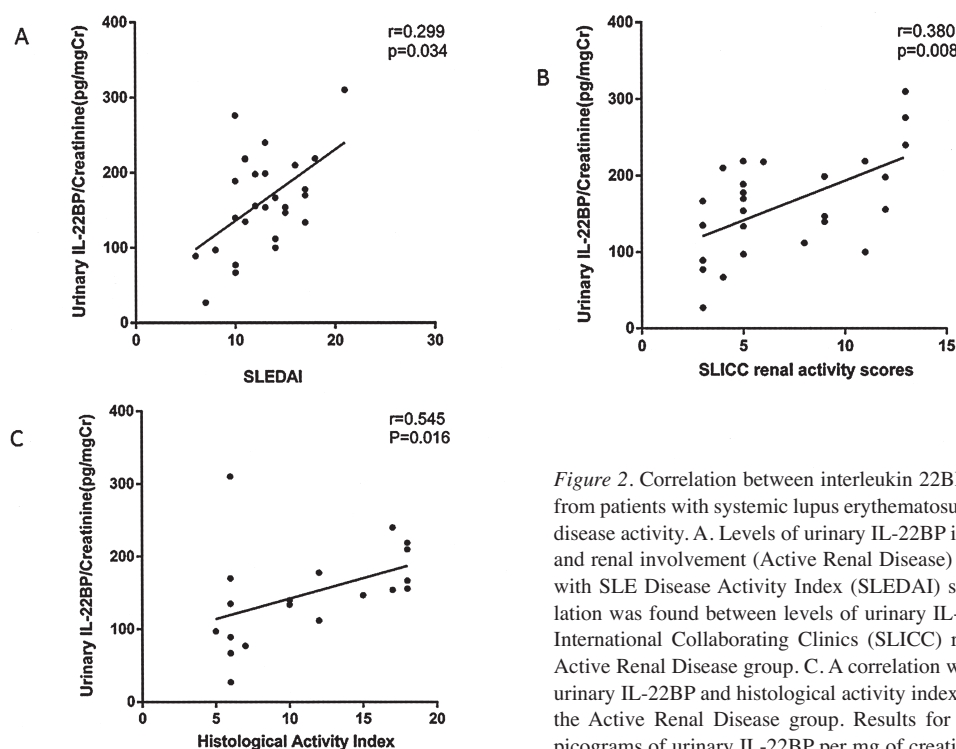 A
400
300
200
100
0
Urinary IL-22BP/Creatinine(pg/mgCr)
r=0.299
p=0.034
0 10 20 30
SLEDAI
B
400
300
200
100
0
Urinary IL-22BP/Creatinine(pg/mgCr)
r=0.380
p=0.008
0 5 10 15
SLICC renal activity scores
C
400
300
200
100
0
Urinary IL-22BP/Creatinine(pg/mgCr)
r=0.545
P=0.016
0 5 10 15 20
Histological Activity Index
Figure 2. Correlation between interleukin 22B
from patients with systemic lupus erythematosu
disease activity. A. Levels of urinary IL-22BP i
and renal involvement (Active Renal Disease)
with SLE Disease Activity Index (SLEDAI) s
lation was found between levels of urinary IL-
International Collaborating Clinics (SLICC) r
Active Renal Disease group. C. A correlation w
urinary IL-22BP and histological activity index
the Active Renal Disease group. Results for
picograms of urinary IL-22BP per mg of creati